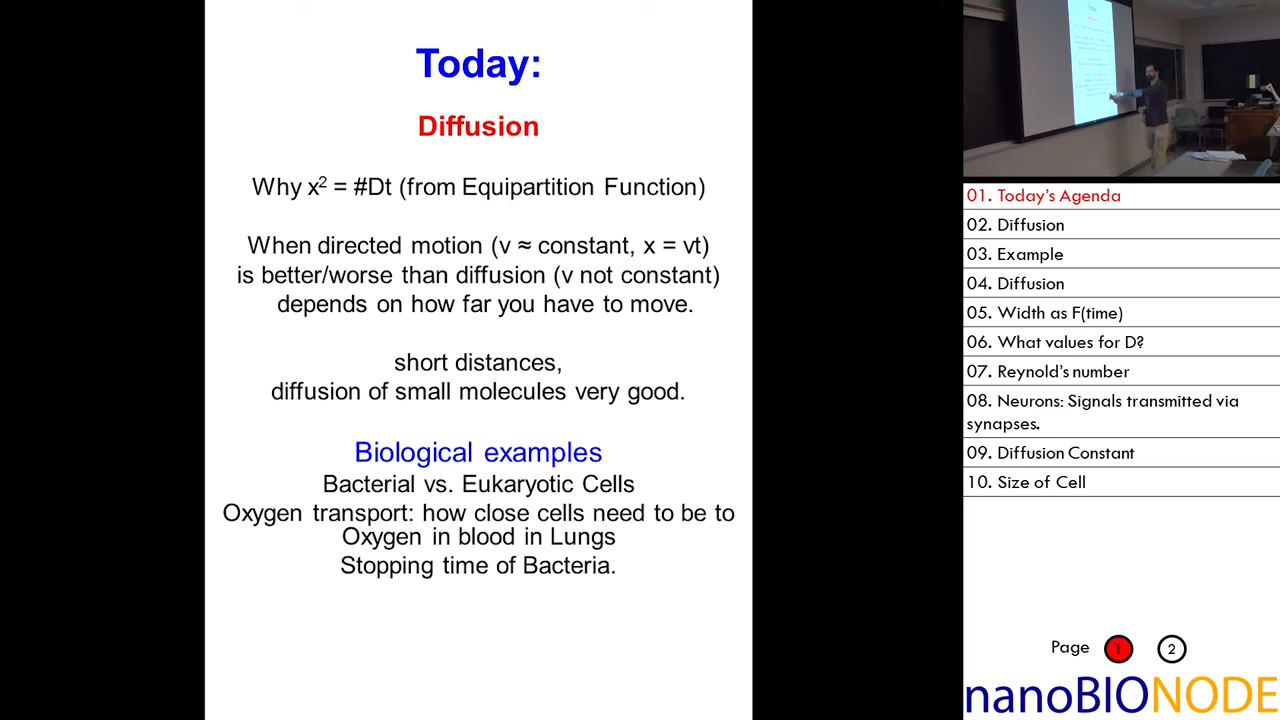 Today:
Diffusion
Why x² = #Dt (from Equipartition Function)
When directed motion (v ≈ constant, x = vt)
is better/worse than diffusion (v not constant)
depends on how far you have to move.
short distances,
diffusion of small molecules very good.
Biological examples
Bacterial vs. Eukaryotic Cells
Oxygen transport: how close cells need to be to
Oxygen in blood in Lungs
Stopping time of Bacteria.
Today
Diffusion
01. Today's Agenda
02. Diffusion
03. Example
04. Diffusion
05. Width as F(time)
06. What values for D?
07. Reynold's number
08. Neurons: Signals transmitted via
synapses.
09. Diffusion Constant
10. Size of Cell
Page 1 2
nanoBIONODE